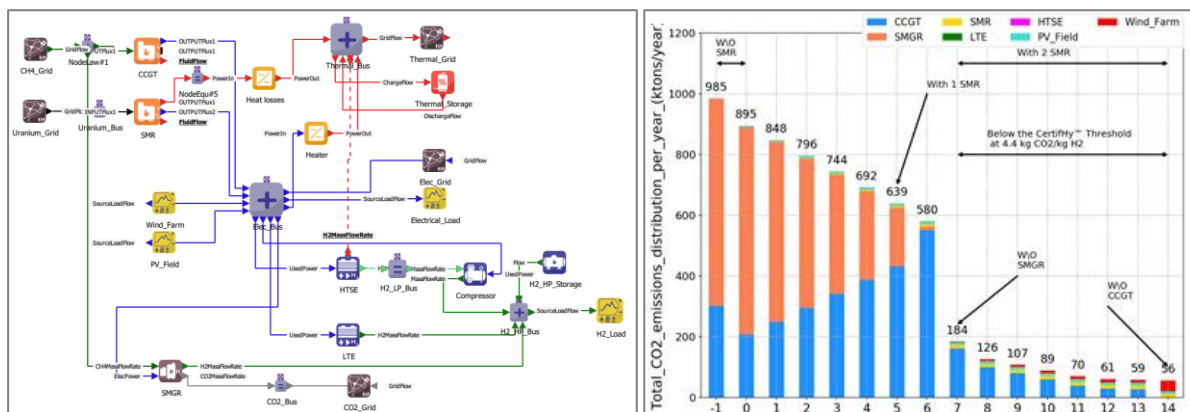 GridFlow
NodeLaw#1
UTFlux1
CH4_Grid
OUTPUTFlux1
OUTPUTFlux1
FluidFlow
CCGT
NodeEqu#5
PowerIn
Heat losses
PowerOut
Thermal_Bus
GridFlow
Thermal_Grid
ChargeFlow
Thermal_Storage
DischargeFlow
Uranium_Grid
INPUTFlux1
Uranium_Bus
SMR
OUTPUTFlux1
OUTPUTFlux2
FluidFlow
PowerIn
PowerOut
Heater
GridFlow
Elec_Grid
SourceLoadFlow
Electrical_Load
Elec_Bus
SourceLoadFlow
Wind_Farm
SourceLoadFlow
PV_Field
H2MassFlowRate
UsedPower
HTSE
H2_LP_Bus
MassFlowRate
MassFlowRate
Compressor
Flow
UsedPower
H2_HP_Storage
SourceLoadFlow
H2_HP_Bus
H2_Load
UsedPower
H2MassFlowRate
LTE
CH4MassFlowRate
ElecPower
SMGR
H2MassFlowRate
CO2MassFlowRate
CO2_Bus
GridFlow
CO2_Grid
Total_CO2_emissions_distribution_per_year_(ktons/year)
CCGT
SMR
HTSE
Wind_Farm
SMGR
LTE
PV_Field
1200
1000
800
600
400
200
0
W\O
SMR
With 2 SMR
With 1 SMR
Below the CertifHy™ Threshold
at 4.4 kg CO2/kg H2
W\O
SMGR
W\O
CCGT
985
895
848
796
744
692
639
580
184
126
107
89
70
61
59
56
-1 0 1 2 3 4 5 6 7 8 9 10 11 12 13 14